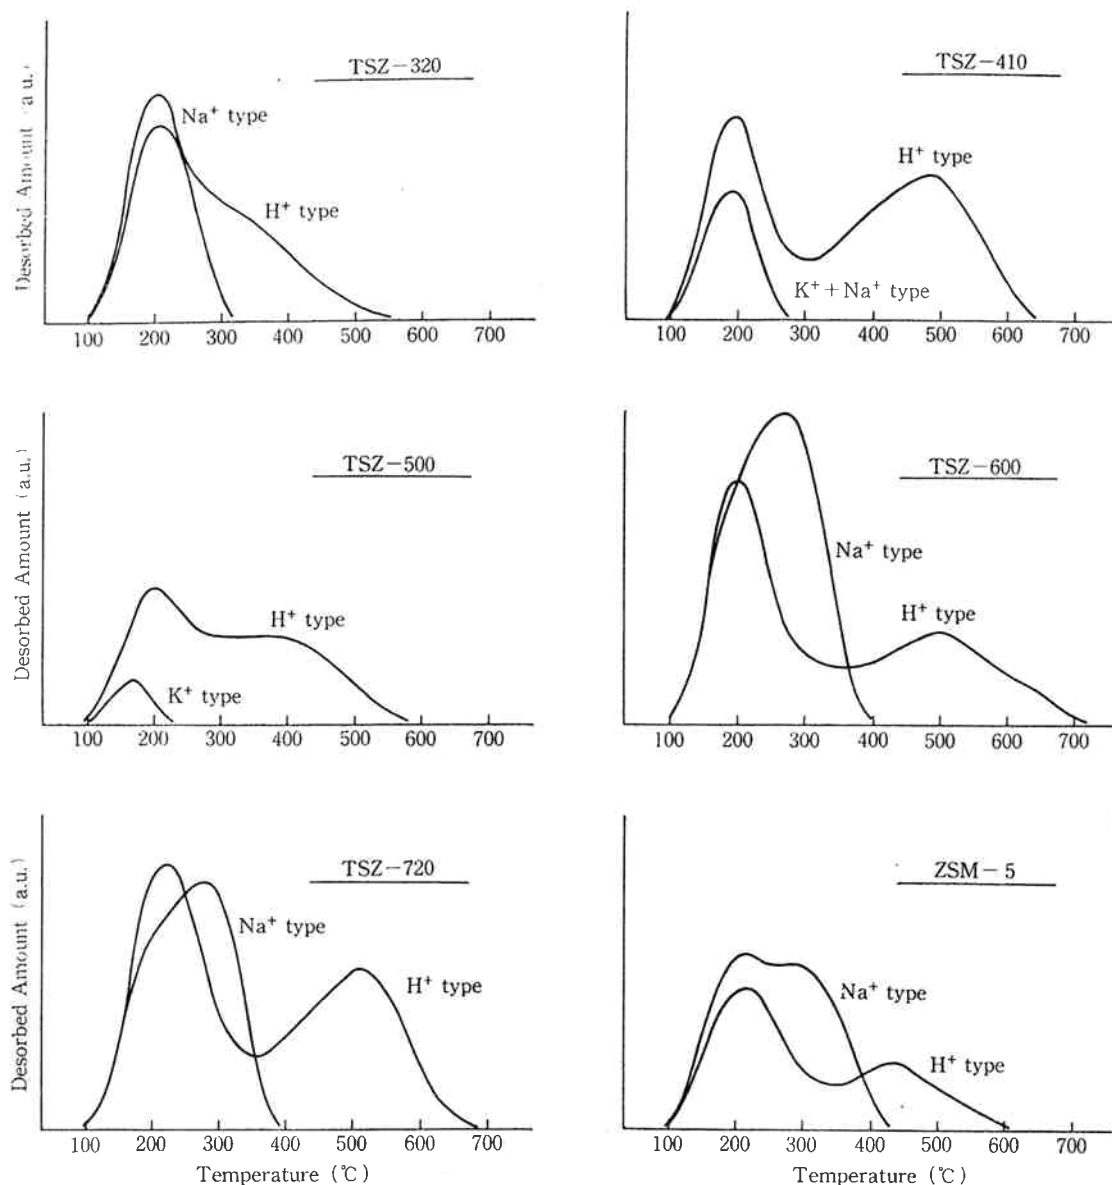 TSZ-320
Na⁺ type
H⁺ type
Desorbed Amount (a.u.)
100 200 300 400 500 600 700
TSZ-410
H⁺ type
K⁺+Na⁺ type
100 200 300 400 500 600 700
TSZ-500
H⁺ type
K⁺ type
Desorbed Amount (a.u.)
100 200 300 400 500 600 700
TSZ-600
Na⁺ type
H⁺ type
100 200 300 400 500 600 700
TSZ-720
Na⁺ type
H⁺ type
Desorbed Amount (a.u.)
100 200 300 400 500 600 700
Temperature (℃)
ZSM-5
Na⁺ type
H⁺ type
100 200 300 400 500 600 700
Temperature (℃)